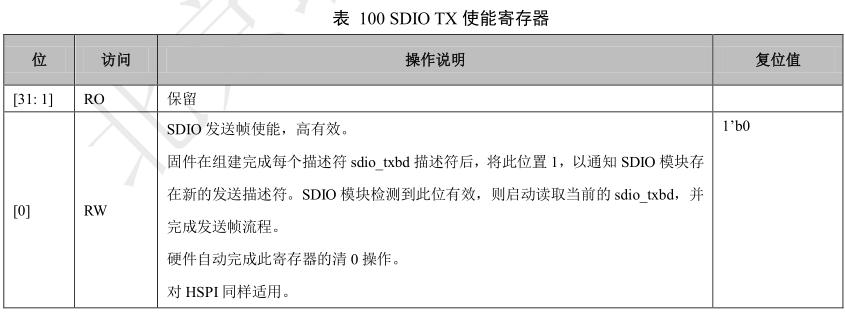 表 100 SDIO TX 使能寄存器
位 访问 操作说明 复位值
[31: 1] RO 保留
[0] RW SDIO 发送帧使能，高有效。 1’b0
固件在组建完成每个描述符 sdio_txbd 描述符后，将此位置 1，以通知 SDIO 模块存
在新的发送描述符。SDIO 模块检测到此位有效，则启动读取当前的 sdio_txbd，并
完成发送帧流程。
硬件自动完成此寄存器的清 0 操作。
对 HSPI 同样适用。